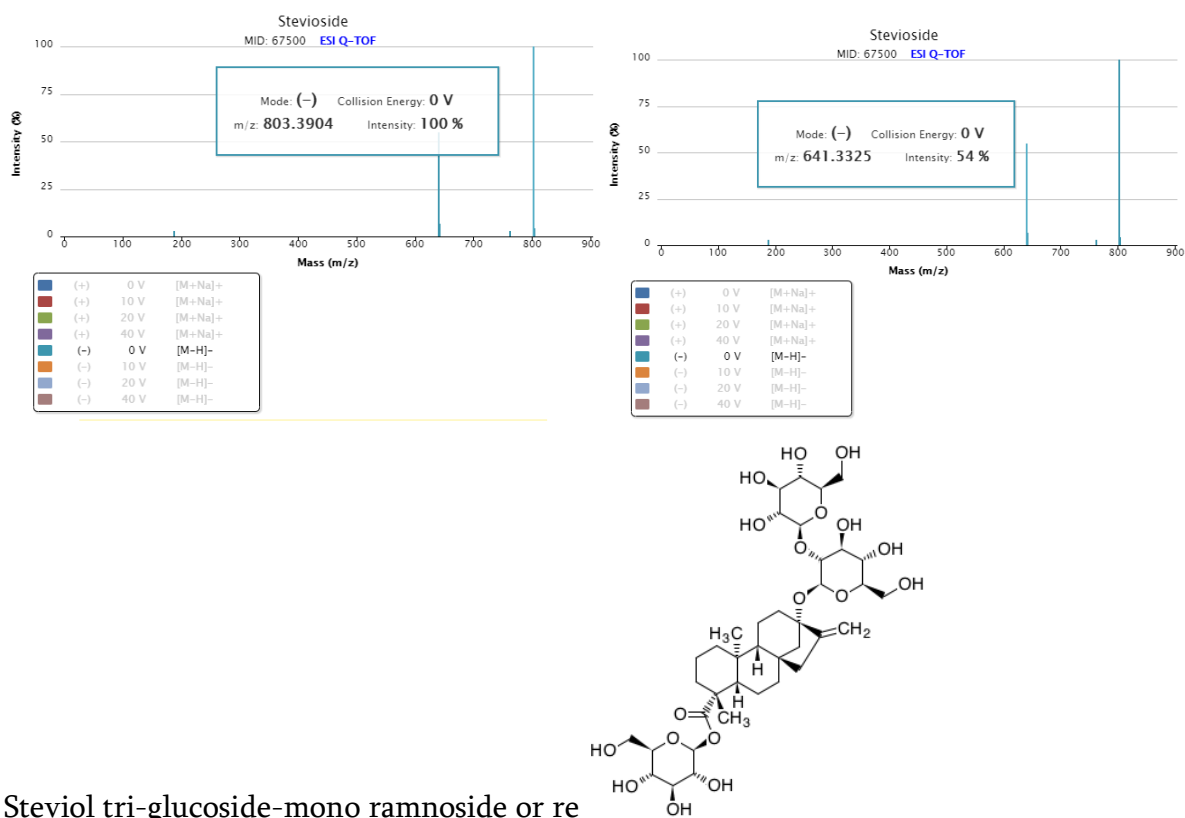 Stevioside
MID: 67500 ESI Q-TOF
Intensity (%)
100
75
50
25
0
Mode: (-) Collision Energy: 0 V
m/z: 803.3904 Intensity: 100 %
0 100 200 300 400 500 600 700 800 900
Mass (m/z)
(+) 0 V [M+Na]+
(+) 10 V [M+Na]+
(+) 20 V [M+Na]+
(+) 40 V [M+Na]+
(-) 0 V [M-H]-
(-) 10 V [M-H]-
(-) 20 V [M-H]-
(-) 40 V [M-H]-
Stevioside
MID: 67500 ESI Q-TOF
Intensity (%)
100
75
50
25
0
Mode: (-) Collision Energy: 0 V
m/z: 641.3325 Intensity: 54 %
0 100 200 300 400 500 600 700 800 900
Mass (m/z)
(+) 0 V [M+Na]+
(+) 10 V [M+Na]+
(+) 20 V [M+Na]+
(+) 40 V [M+Na]+
(-) 0 V [M-H]-
(-) 10 V [M-H]-
(-) 20 V [M-H]-
(-) 40 V [M-H]-
HO OH
HO
O
HO OH
O OH
OH
O O
H₃C CH₂
H
H
O CH₃
O
HO O
HO OH
OH
Steviol tri-glucoside-mono ramnoside or re